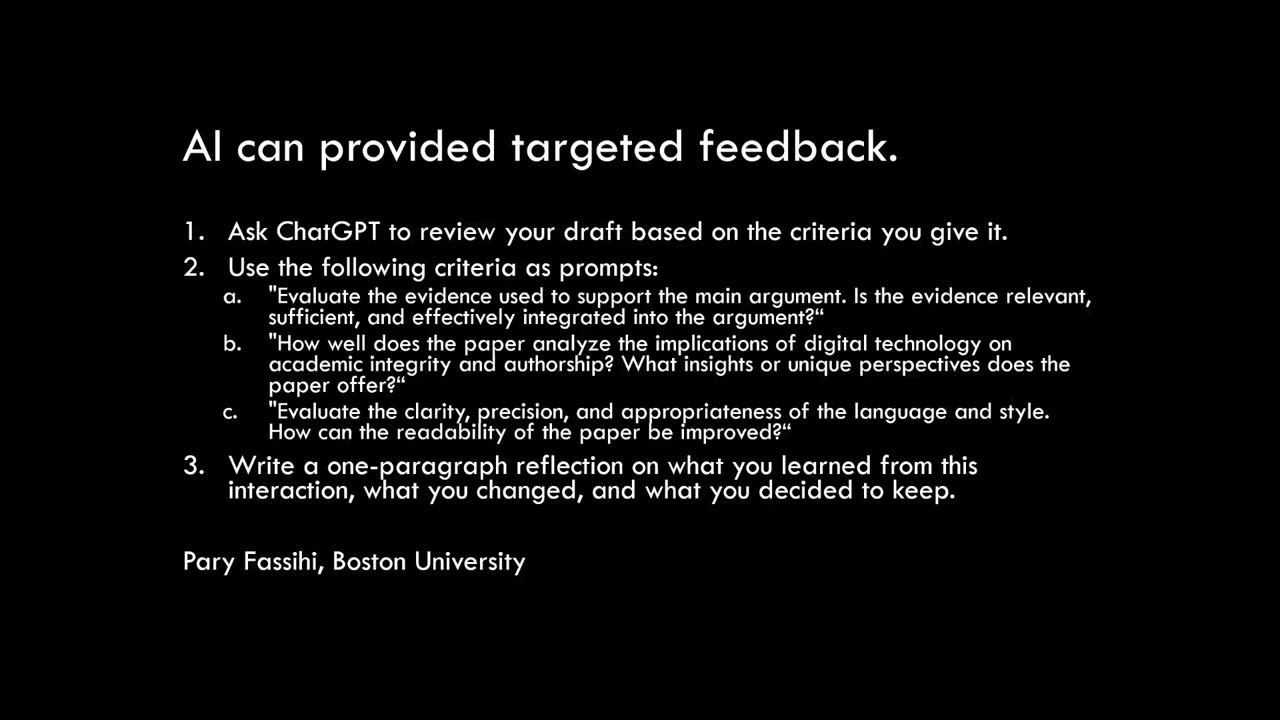 AI can provided targeted feedback.
1. Ask ChatGPT to review your draft based on the criteria you give it.
2. Use the following criteria as prompts:
a. "Evaluate the evidence used to support the main argument. Is the evidence relevant,
sufficient, and effectively integrated into the argument?“
b. "How well does the paper analyze the implications of digital technology on
academic integrity and authorship? What insights or unique perspectives does the
paper offer?“
c. "Evaluate the clarity, precision, and appropriateness of the language and style.
How can the readability of the paper be improved?“
3. Write a one-paragraph reflection on what you learned from this
interaction, what you changed, and what you decided to keep.
Pary Fassihi, Boston University